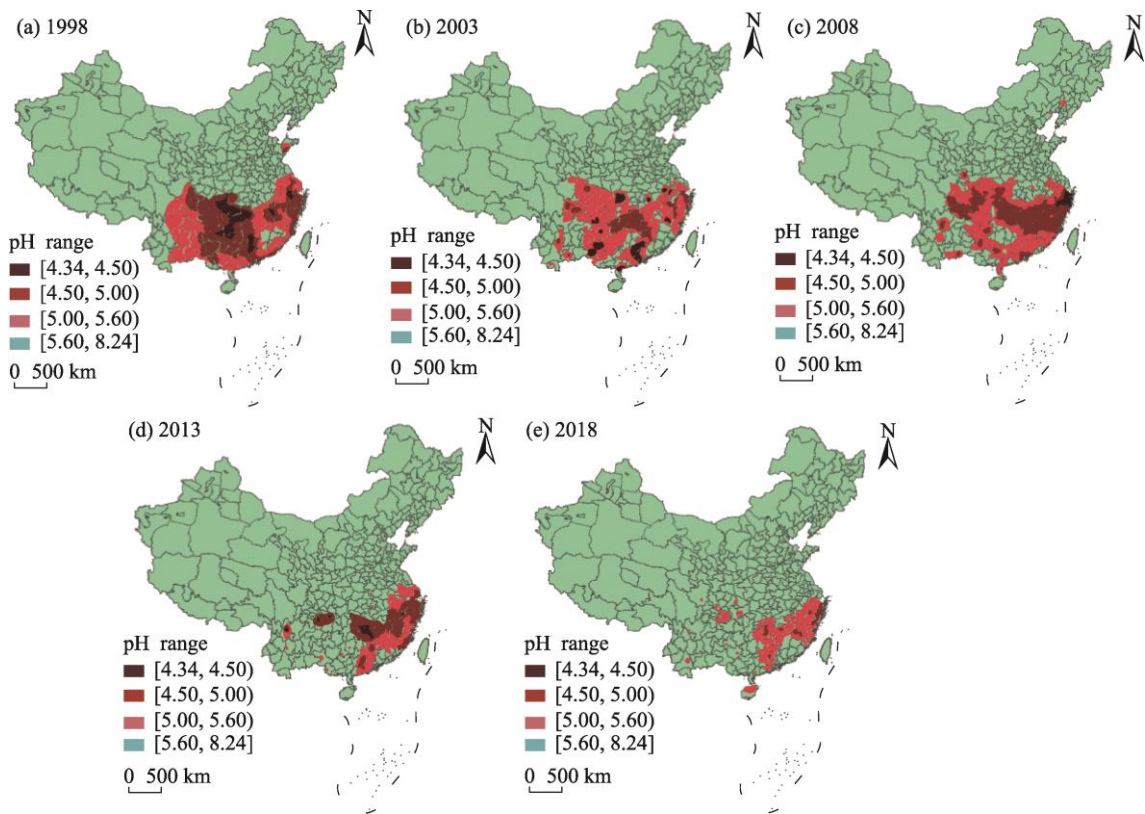 (a) 1998
N
pH range
[4.34, 4.50)
[4.50, 5.00)
[5.00, 5.60)
[5.60, 8.24]
0 500 km
(b) 2003
N
pH range
[4.34, 4.50)
[4.50, 5.00)
[5.00, 5.60)
[5.60, 8.24]
0 500 km
(c) 2008
N
pH range
[4.34, 4.50)
[4.50, 5.00)
[5.00, 5.60)
[5.60, 8.24]
0 500 km
(d) 2013
N
pH range
[4.34, 4.50)
[4.50, 5.00)
[5.00, 5.60)
[5.60, 8.24]
0 500 km
(e) 2018
N
pH range
[4.34, 4.50)
[4.50, 5.00)
[5.00, 5.60)
[5.60, 8.24]
0 500 km